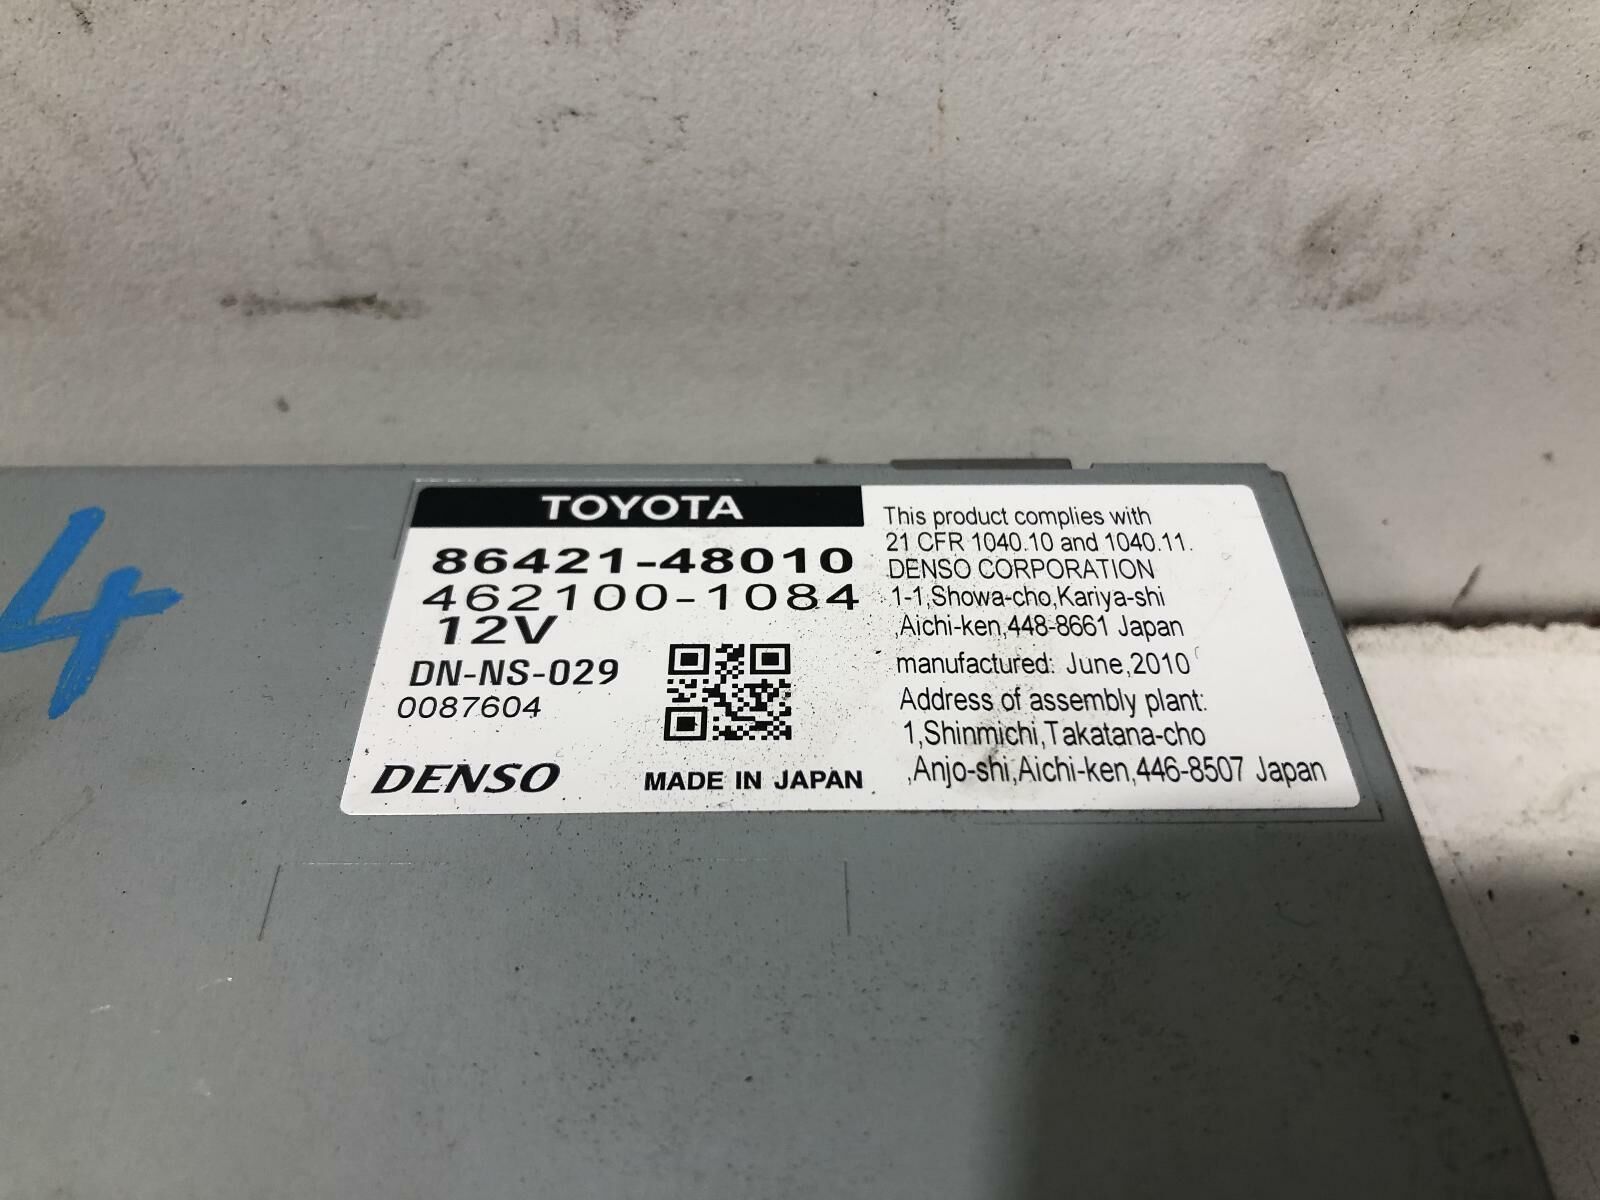 4
TOYOTA
86421-48010
462100-1084
12V
DN-NS-029
0087604
DENSO
MADE IN JAPAN
This product complies with
21 CFR 1040.10 and 1040.11.
DENSO CORPORATION
1-1,Showa-cho,Kariya-shi
,Aichi-ken,448-8661 Japan
manufactured: June,2010
Address of assembly plant:
1,Shinmichi,Takatana-cho
,Anjo-shi,Aichi-ken,446-8507 Japan